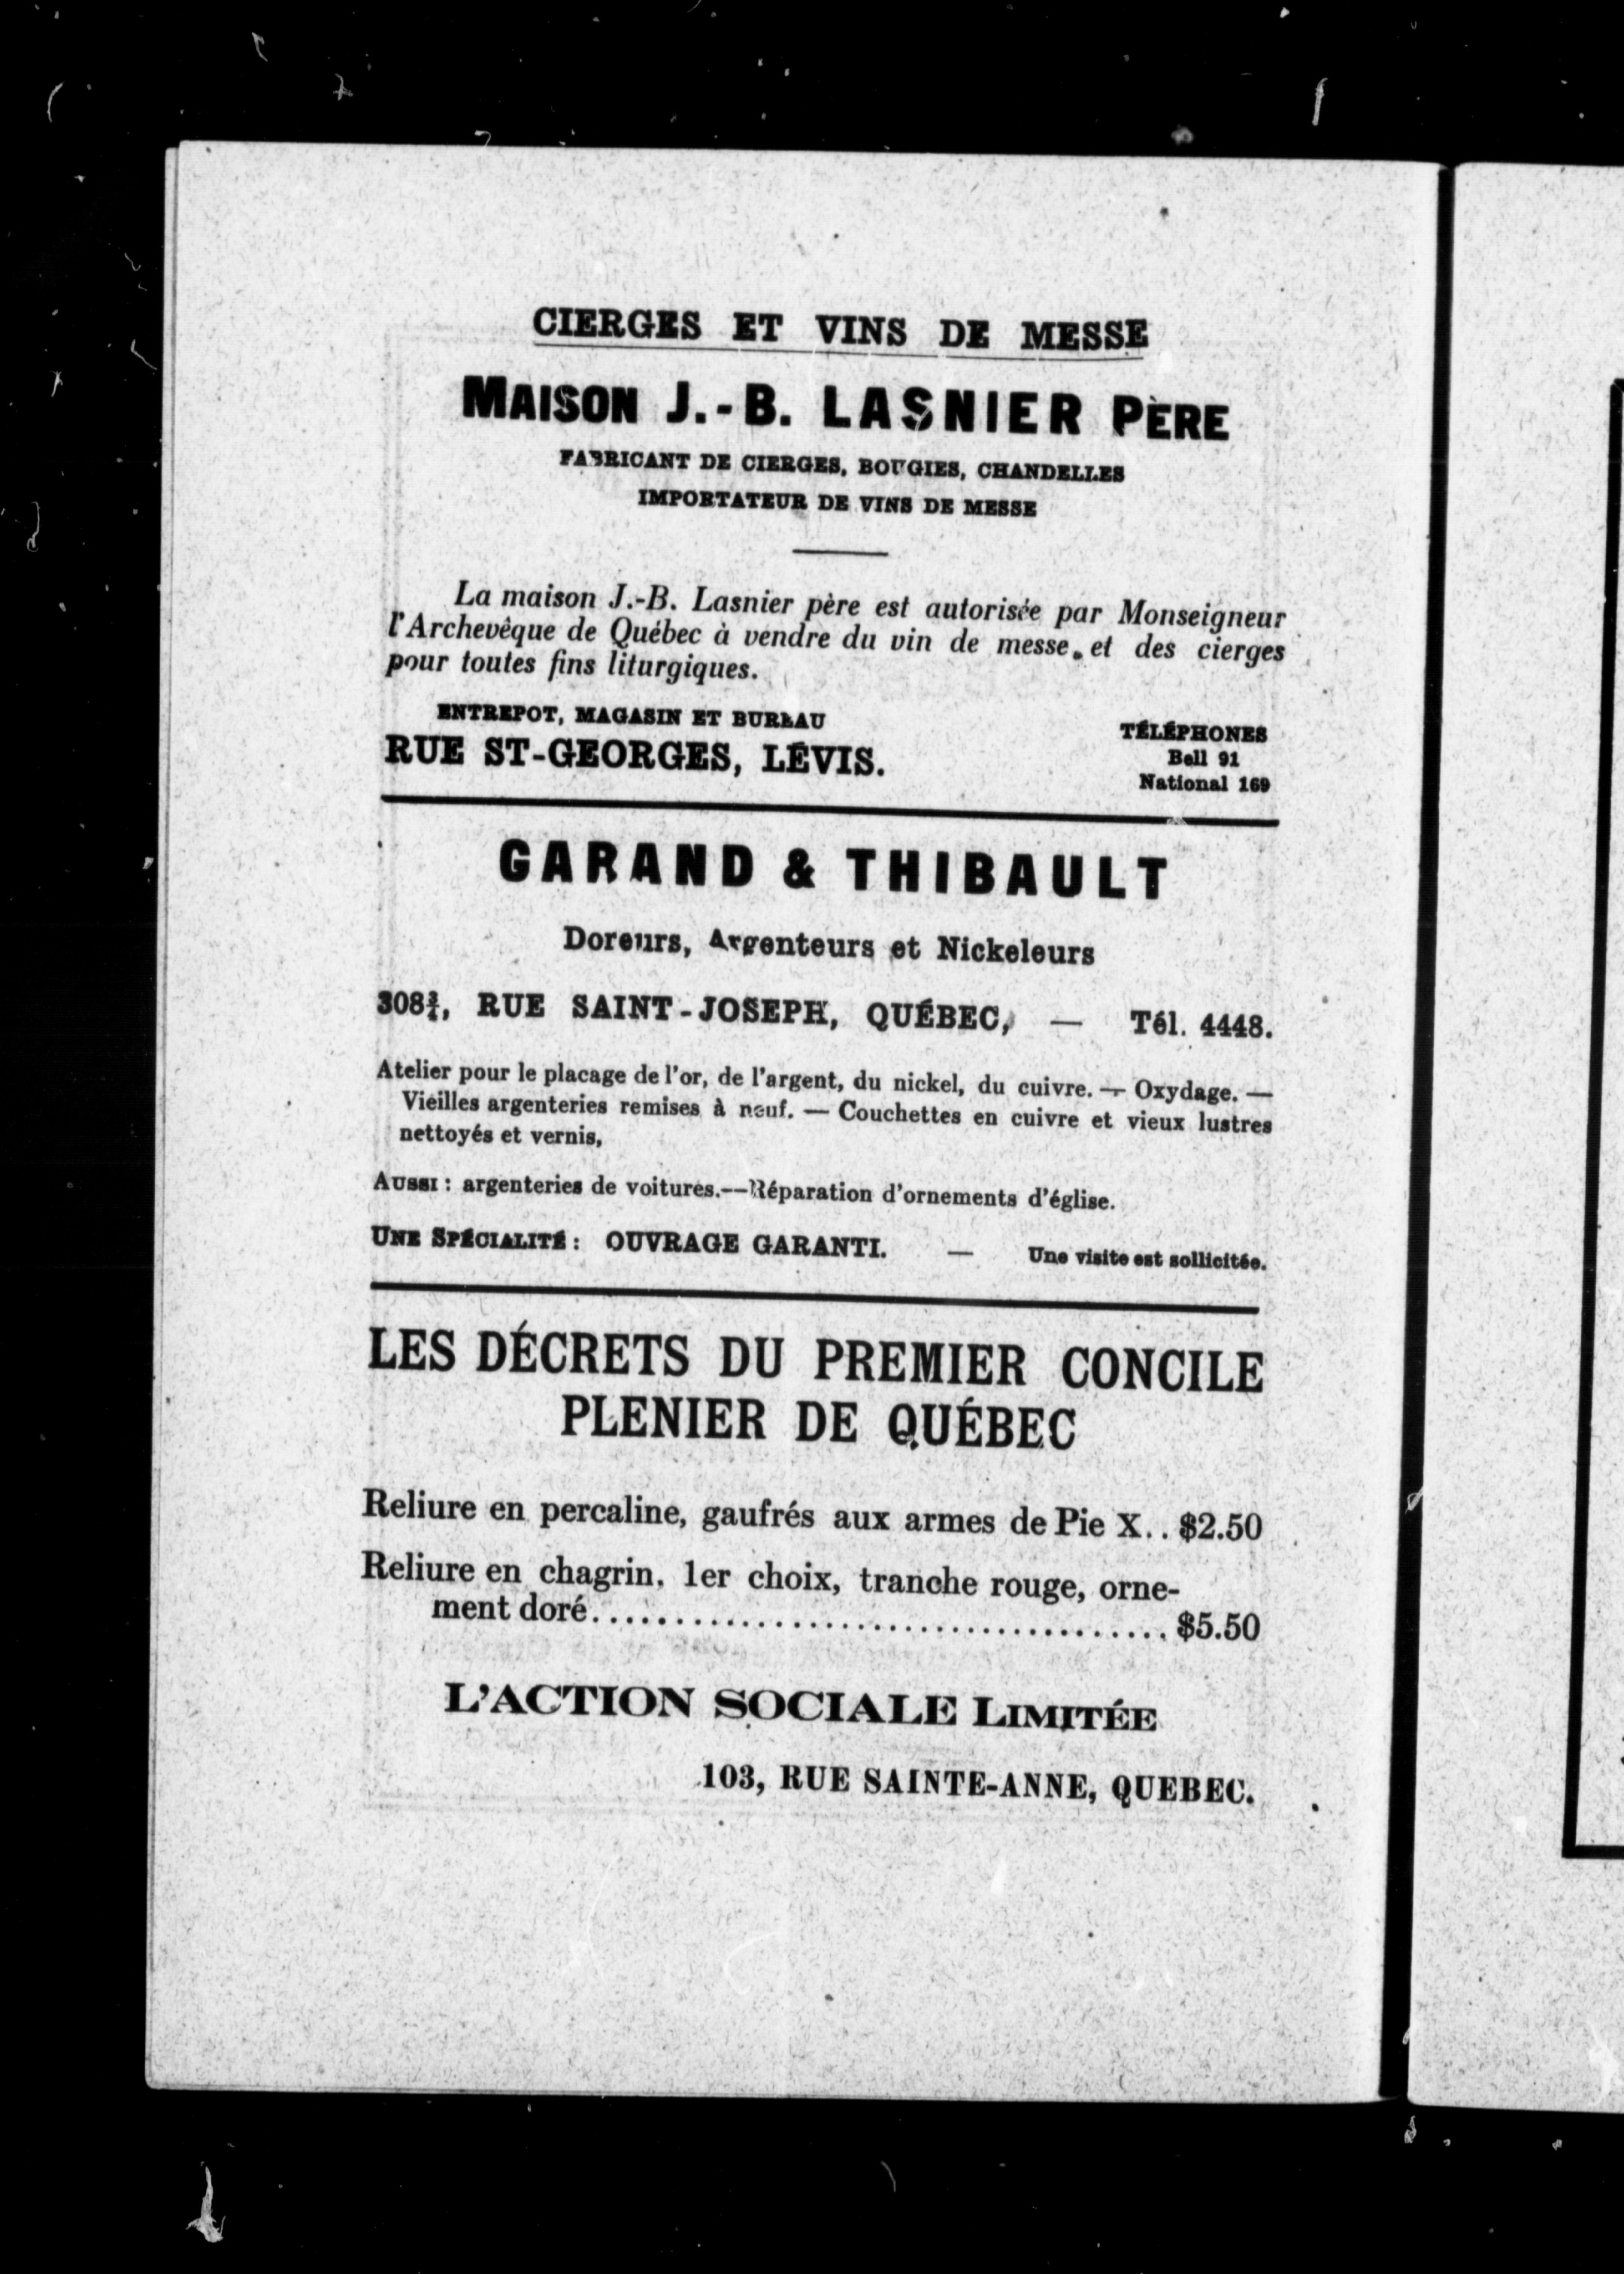 CIERGES ET VINS DE MESSE
MAISON J.-B. LASNIER PÈRE
FABRICANT DE CIERGES, BOUGIES, CHANDELLES
IMPORTATEUR DE VINS DE MESSE
La maison J.-B. Lasnier père est autorisée par Monseigneur
l'Archevêque de Québec à vendre du vin de messe. et des cierges
pour toutes fins liturgiques.
ENTREPOT, MAGASIN ET BUREAU
RUE ST-GEORGES, LÉVIS.
TÉLÉPHONES
Bell 91
National 169
GARAND & THIBAULT
Doreurs, Argenteurs et Nickeleurs
308¾, RUE SAINT-JOSEPH, QUÉBEC, — Tél. 4448.
Atelier pour le placage de l'or, de l'argent, du nickel, du cuivre. — Oxydage. —
Vieilles argenteries remises à neuf. — Couchettes en cuivre et vieux lustres
nettoyés et vernis,
AUSSI : argenteries de voitures.—Réparation d'ornements d'église.
UNE SPÉCIALITÉ : OUVRAGE GARANTI. — Une visite est sollicitée.
LES DÉCRETS DU PREMIER CONCILE
PLENIER DE QUÉBEC
Reliure en percaline, gaufrés aux armes de Pie X.. $2.50
Reliure en chagrin, 1er choix, tranche rouge, orne-
ment doré.................................... $5.50
L'ACTION SOCIALE LIMITÉE
103, RUE SAINTE-ANNE, QUEBEC.